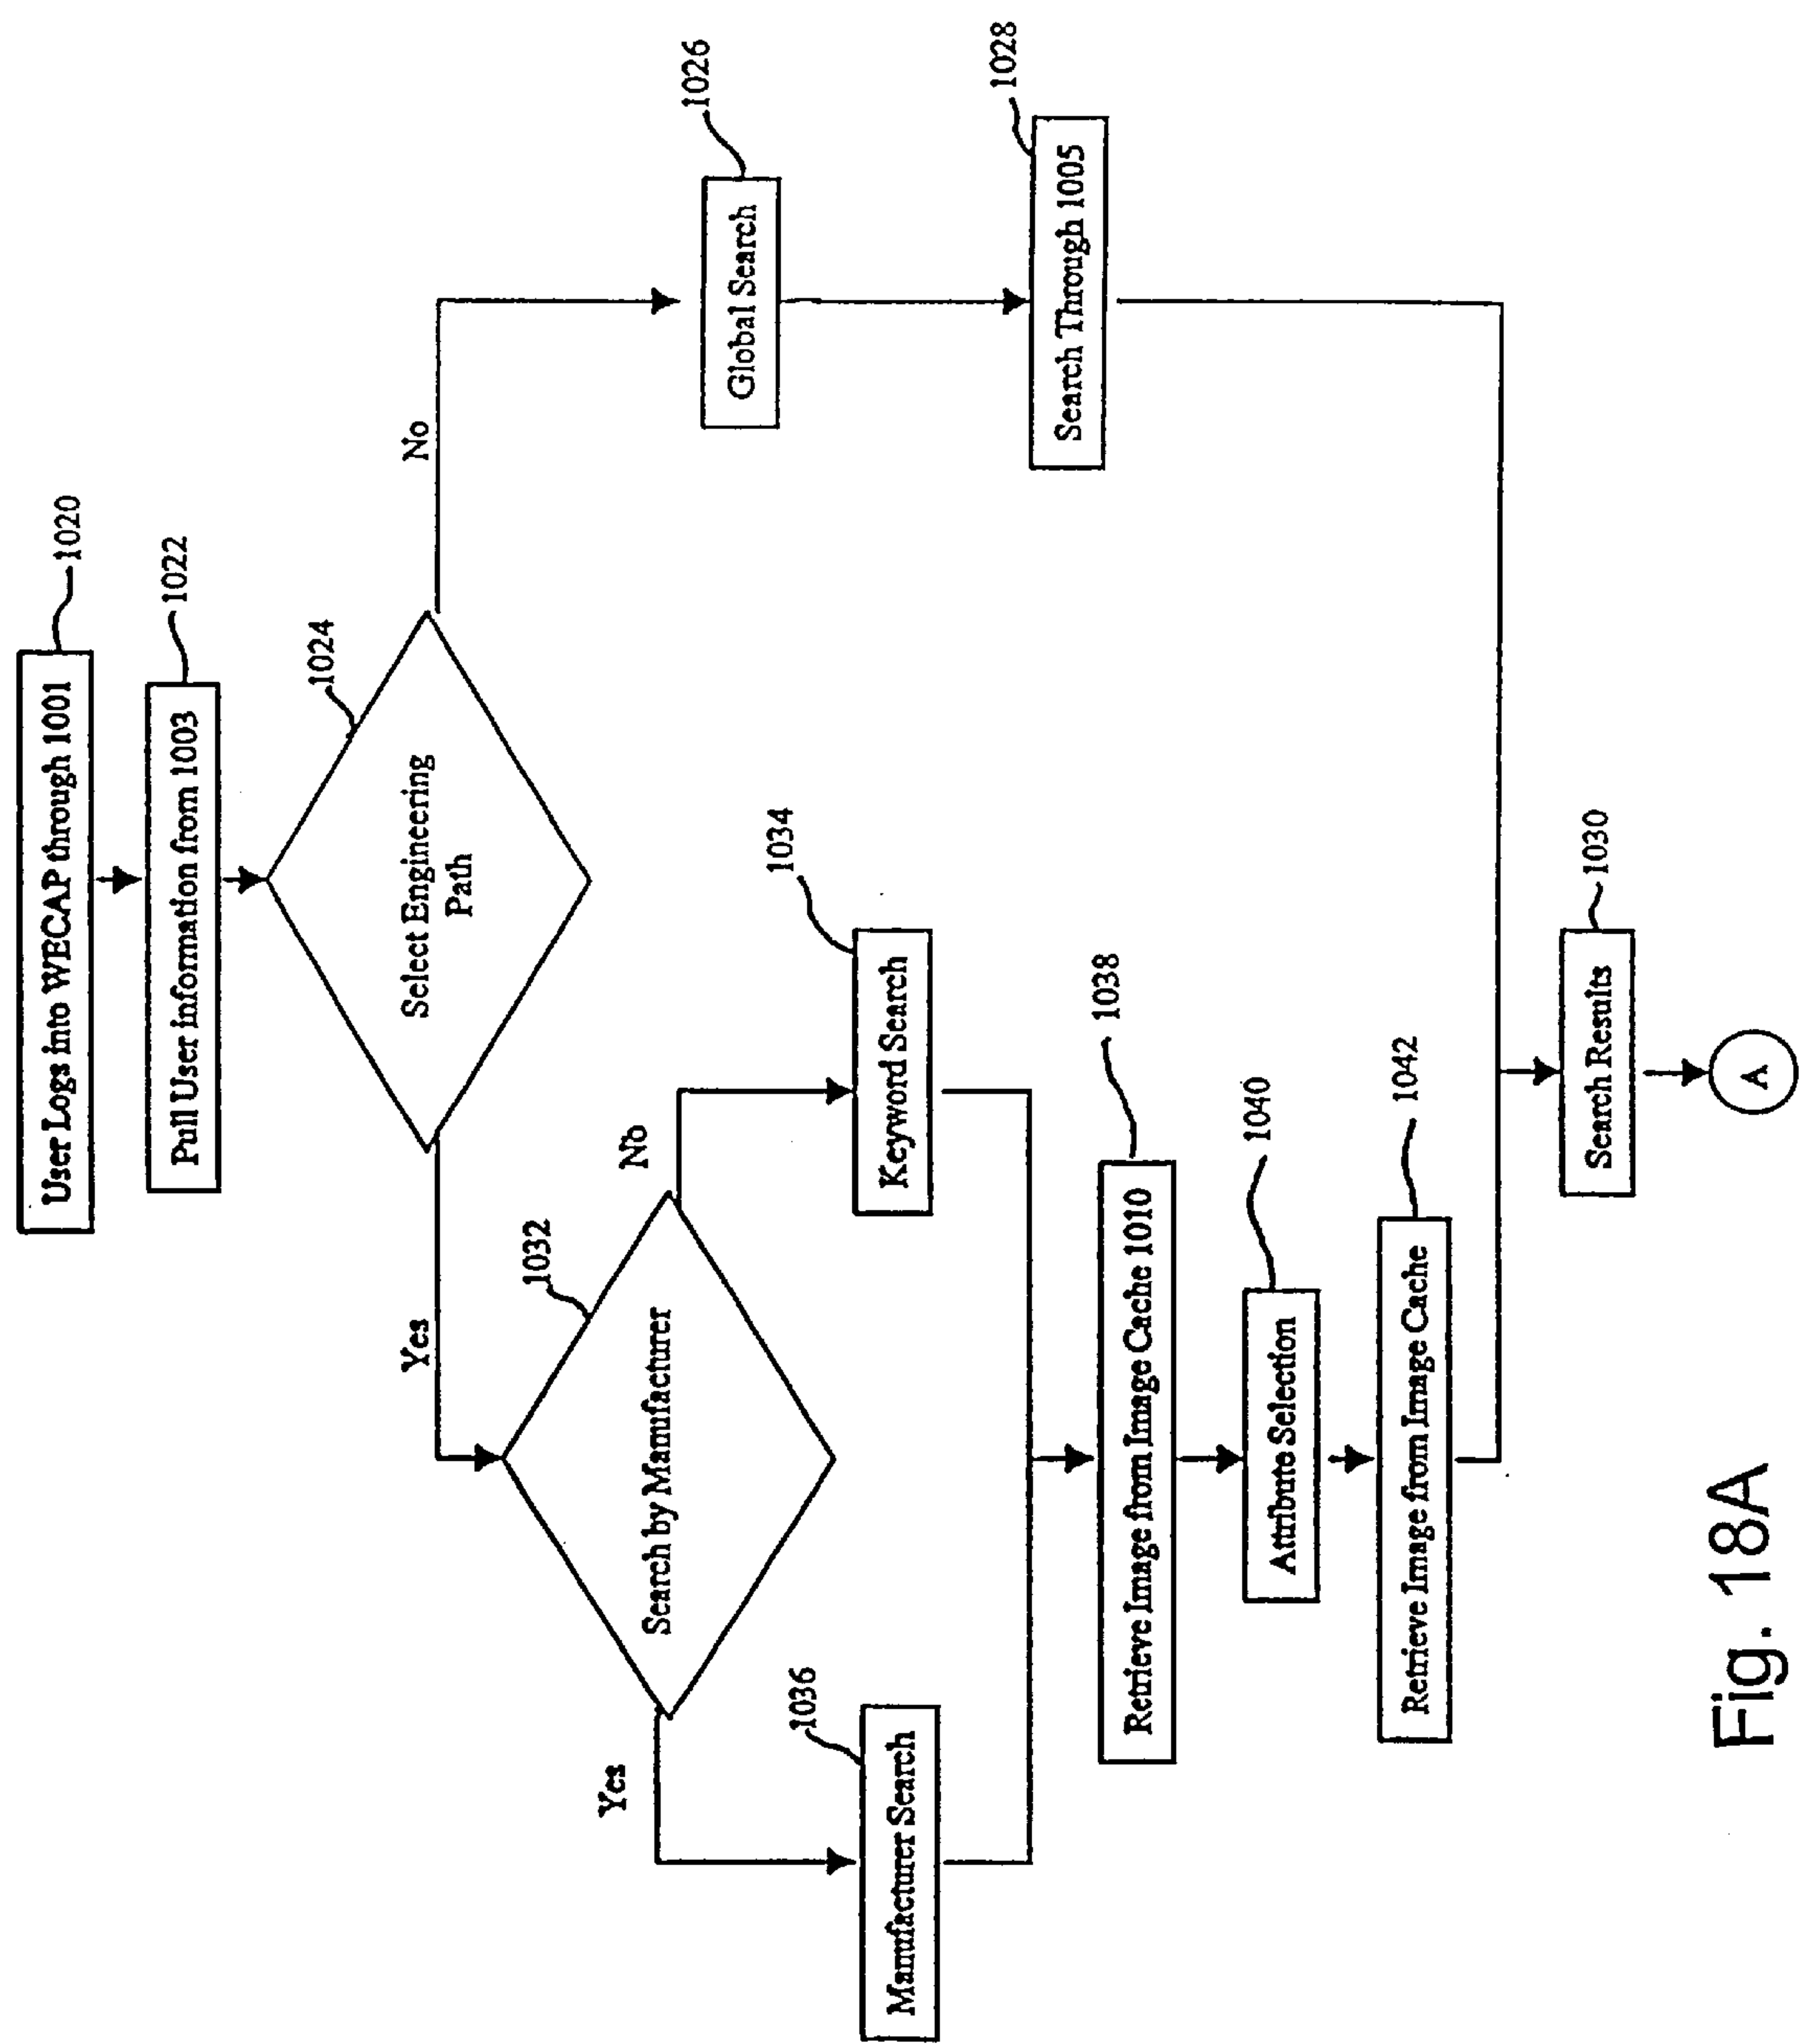 User Logs into WECAP through 1001
1020
Pull User information from 1003
1022
Select Engineering
Path
1024
Yes
No
Search by Manufacturer
1032
Global Search
1026
Yes
No
Manufacturer Search
1036
Keyword Search
1034
Search Through 1005
1028
Retrieve Image from Image Cache 1010
1038
Attribute Selection
1040
Retrieve Image from Image Cache
1042
Search Results
1030
A
Fig. 18A